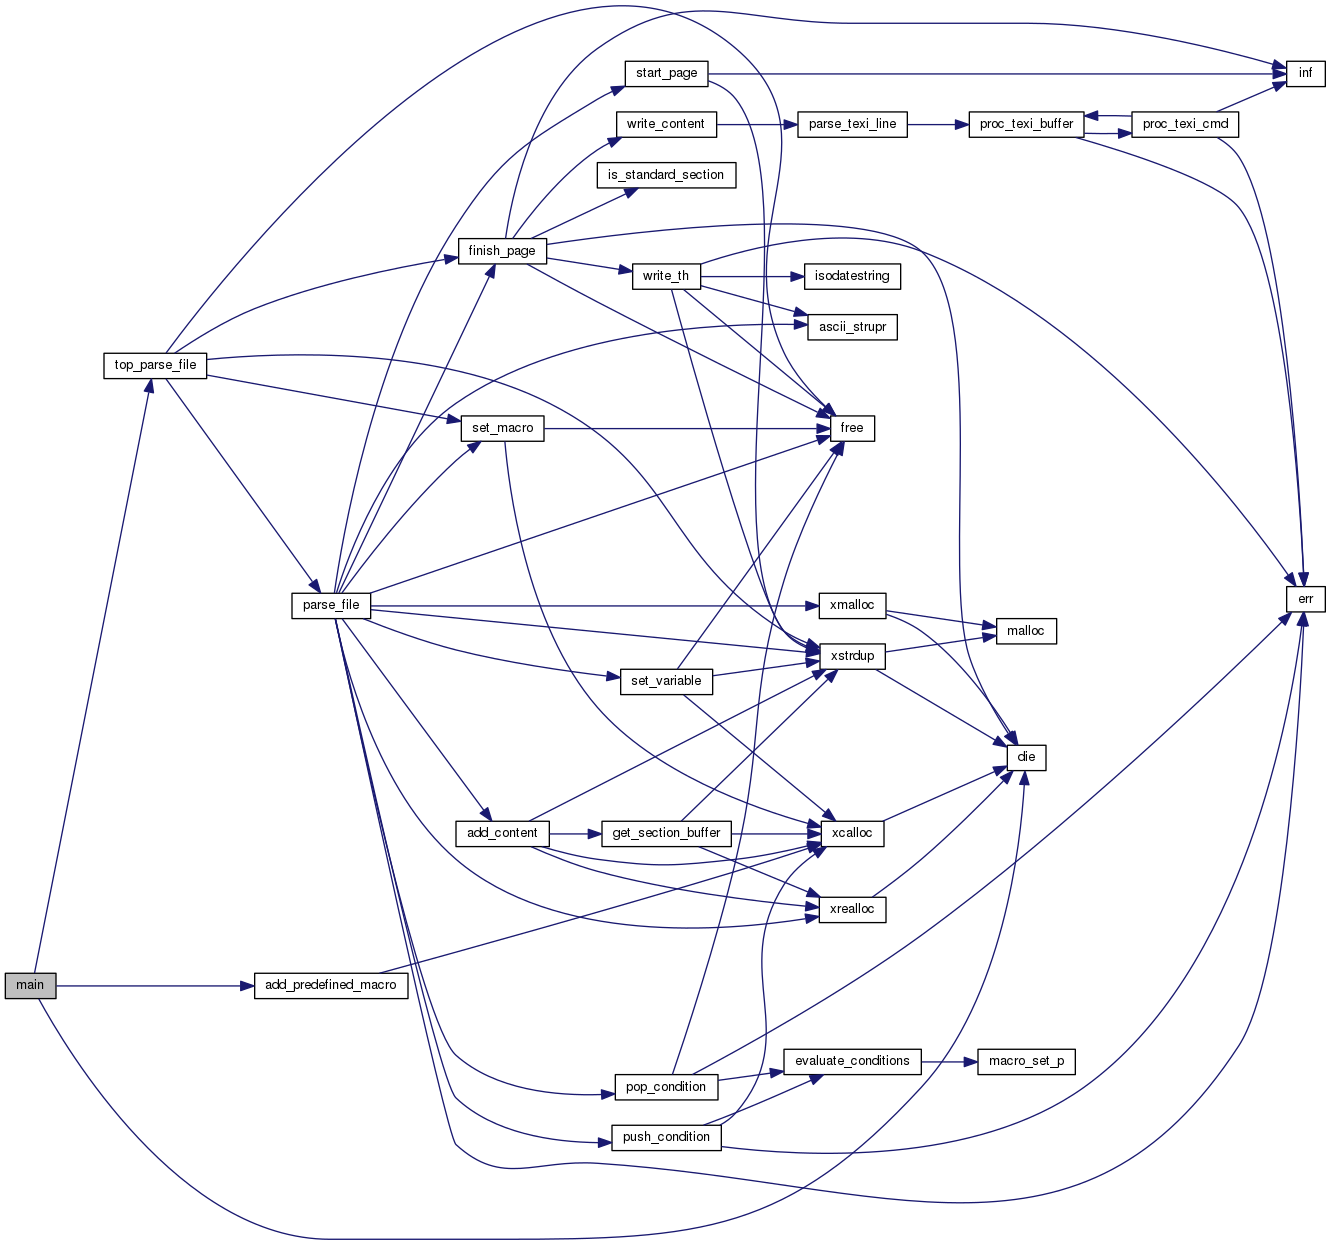 start_page
inf
write_content
parse_texi_line
proc_texi_buffer
proc_texi_cmd
is_standard_section
finish_page
write_th
isodatestring
ascii_strupr
top_parse_file
set_macro
free
parse_file
xmalloc
err
malloc
xstrdup
set_variable
die
add_content
get_section_buffer
xcalloc
xrealloc
main
add_predefined_macro
evaluate_conditions
macro_set_p
pop_condition
push_condition